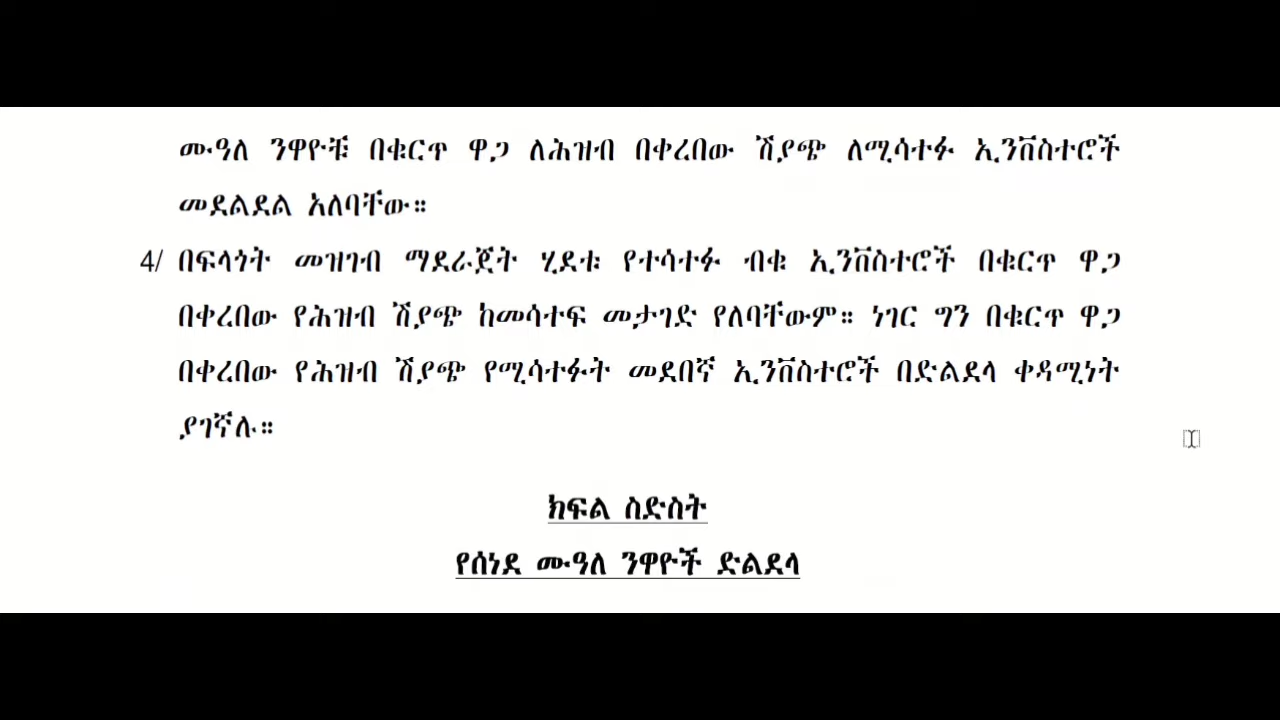 ሙዓለ ንዋዮቹ በቁርጥ ዋጋ ለሕዝብ በቀረበው ሽያጭ ለሚሳተፉ ኢንቨስተሮች
መደልደል አለባቸው።
4/ በፍላጎት መዝገብ ማደራጀት ሂደቱ የተሳተፉ ብቁ ኢንቨስተሮች በቁርጥ ዋጋ
በቀረበው የሕዝብ ሽያጭ ከመሳተፍ መታገድ የለባቸውም። ነገር ግን በቁርጥ ዋጋ
በቀረበው የሕዝብ ሽያጭ የሚሳተፉት መደበኛ ኢንቨስተሮች በድልደላ ቀዳሚነት
ያገኛሉ።
ክፍል ስድስት
የሰነደ ሙዓለ ንዋዮች ድልደላ